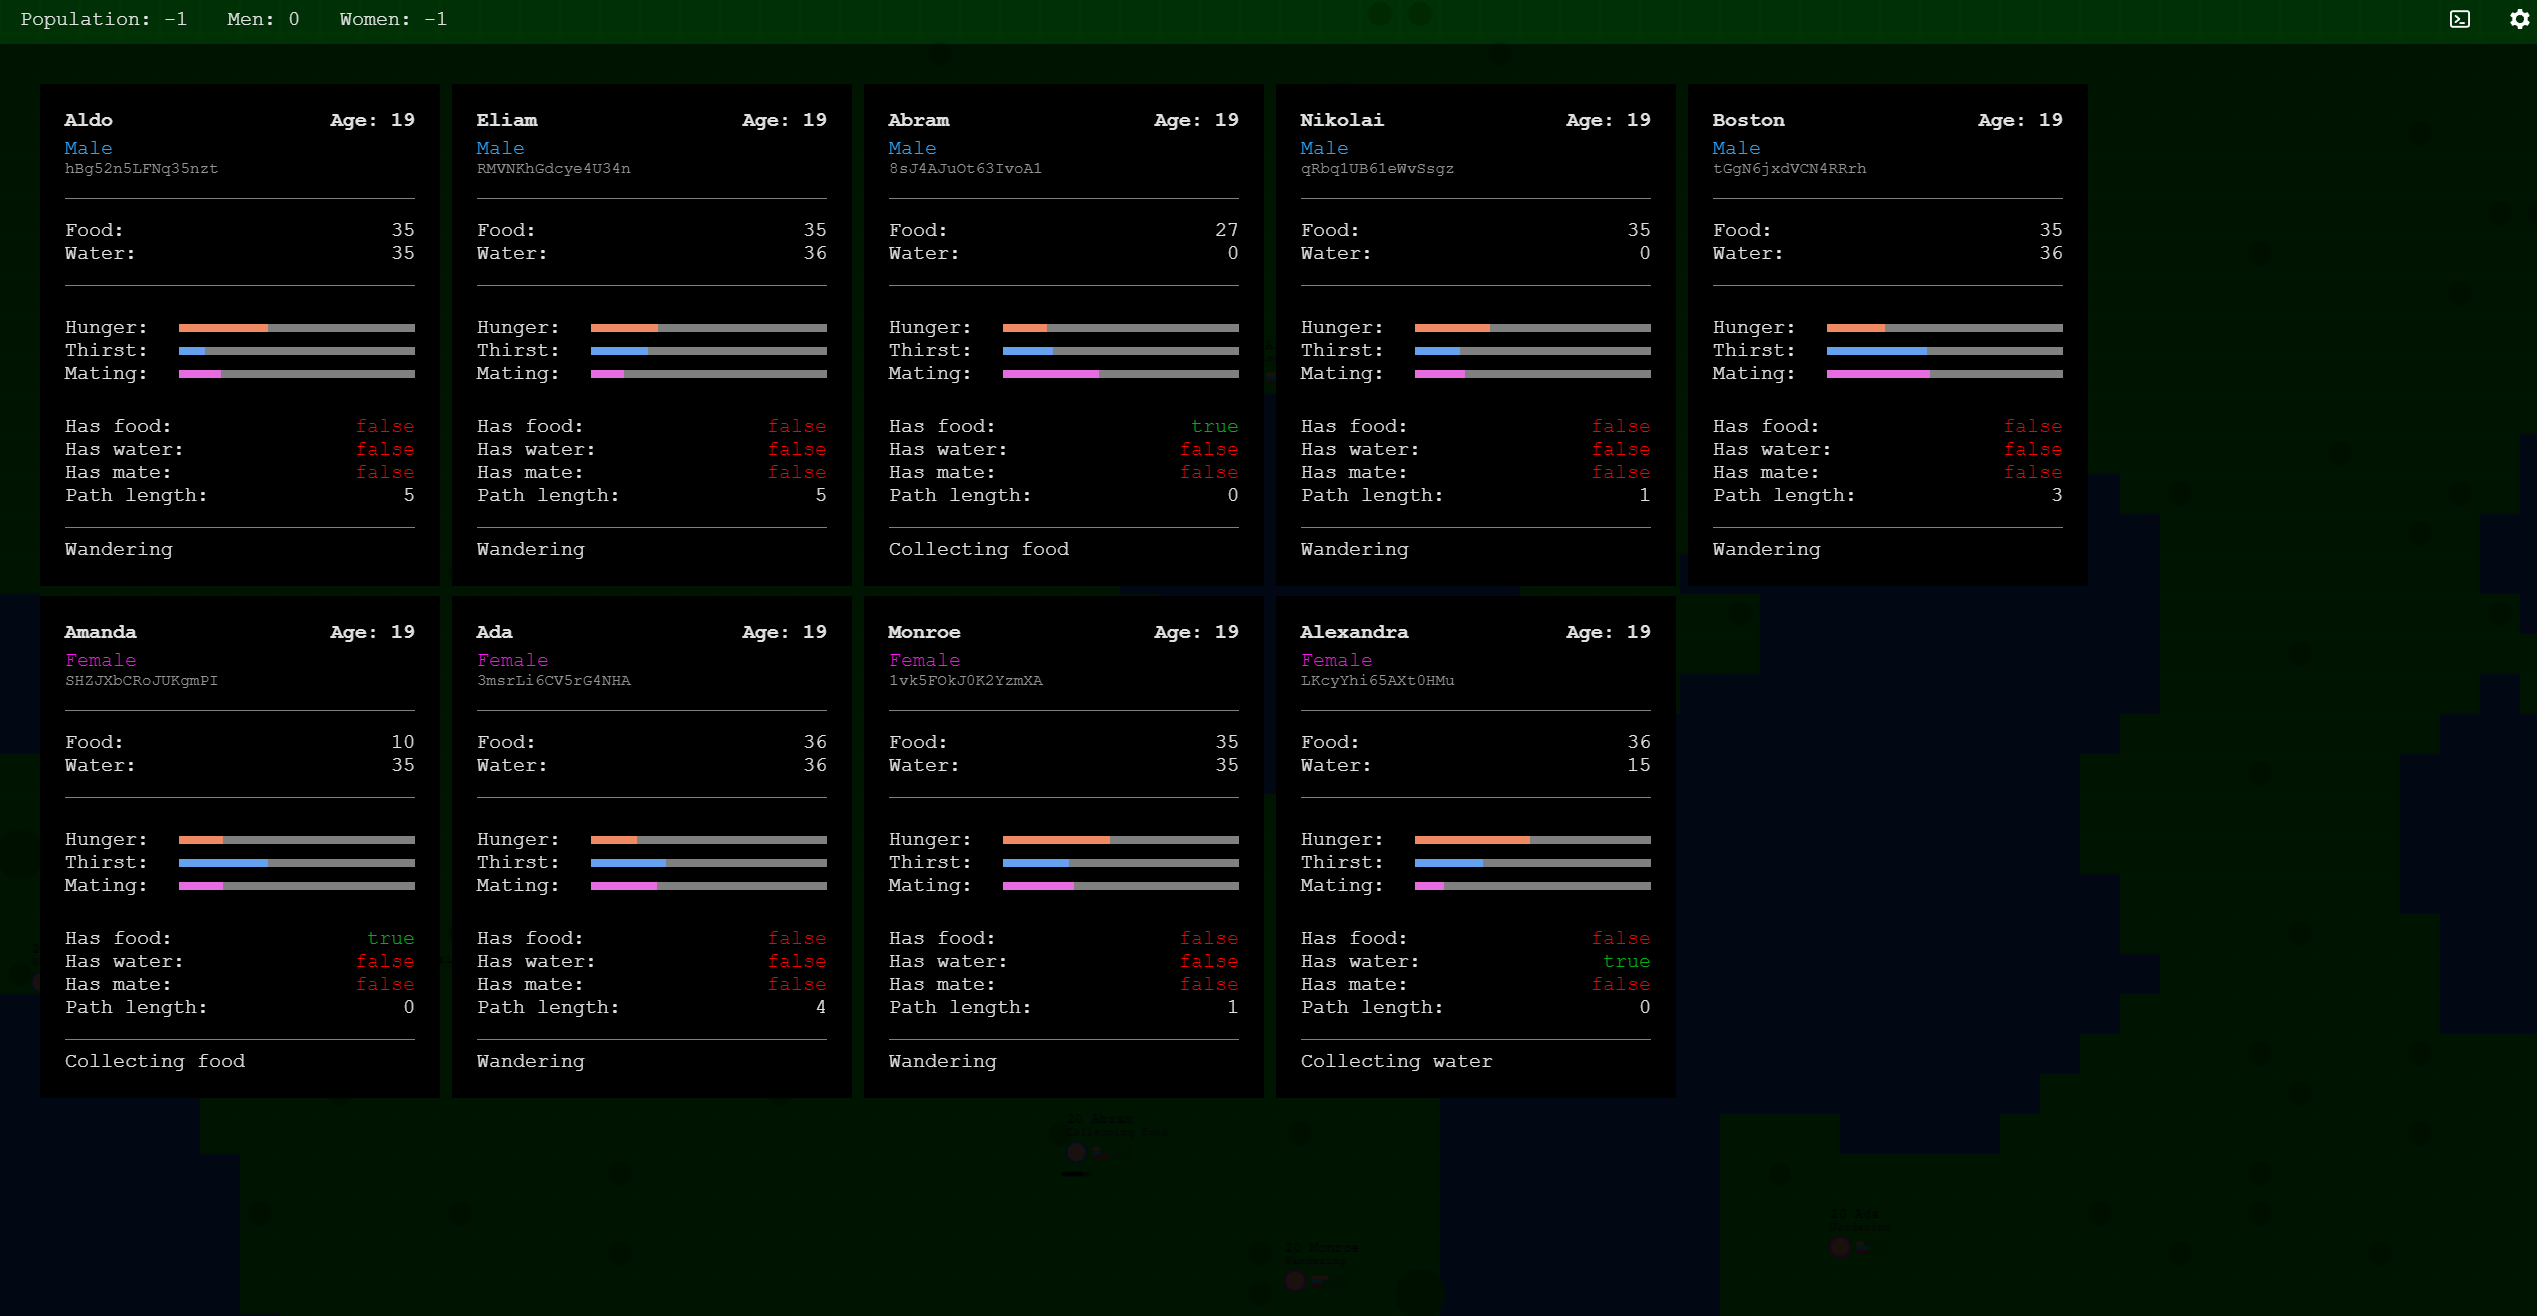 Population: -1 Men: 0 Women: -1
Aldo Age: 19
Male
hBg52n5LFNq35nzt
Food: 35
Water: 35
Hunger:
Thirst:
Mating:
Has food: false
Has water: false
Has mate: false
Path length: 5
Wandering
Eliam Age: 19
Male
RMVNKhGdcye4U34n
Food: 35
Water: 36
Hunger:
Thirst:
Mating:
Has food: false
Has water: false
Has mate: false
Path length: 5
Wandering
Abram Age: 19
Male
8sJ4AJuOt63IvoA1
Food: 27
Water: 0
Hunger:
Thirst:
Mating:
Has food: true
Has water: false
Has mate: false
Path length: 0
Collecting food
Nikolai Age: 19
Male
qRbq1UB61eWvSsgz
Food: 35
Water: 0
Hunger:
Thirst:
Mating:
Has food: false
Has water: false
Has mate: false
Path length: 1
Wandering
Boston Age: 19
Male
tGgN6jxdVCN4RRrh
Food: 35
Water: 36
Hunger:
Thirst:
Mating:
Has food: false
Has water: false
Has mate: false
Path length: 3
Wandering
Amanda Age: 19
Female
SHZJXbCRoJUKgmPI
Food: 10
Water: 35
Hunger:
Thirst:
Mating:
Has food: true
Has water: false
Has mate: false
Path length: 0
Collecting food
Ada Age: 19
Female
3msrLi6CV5rG4NHA
Food: 36
Water: 36
Hunger:
Thirst:
Mating:
Has food: false
Has water: false
Has mate: false
Path length: 4
Wandering
Monroe Age: 19
Female
1vk5FOkJ0K2YzmXA
Food: 35
Water: 35
Hunger:
Thirst:
Mating:
Has food: false
Has water: false
Has mate: false
Path length: 1
Wandering
Alexandra Age: 19
Female
LKcyYhi65AXt0HMu
Food: 36
Water: 15
Hunger:
Thirst:
Mating:
Has food: false
Has water: true
Has mate: false
Path length: 0
Collecting water
20 Abram
Collecting food
20 Ada
Wandering
20 Monroe
Wandering